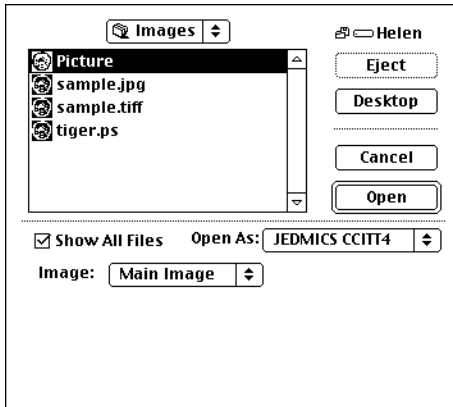 Images
Helen
Picture
sample.jpg
sample.tiff
tiger.ps
Eject
Desktop
Cancel
Open
Show All Files
Open As: JEDMICS CCITT4
Image: Main Image